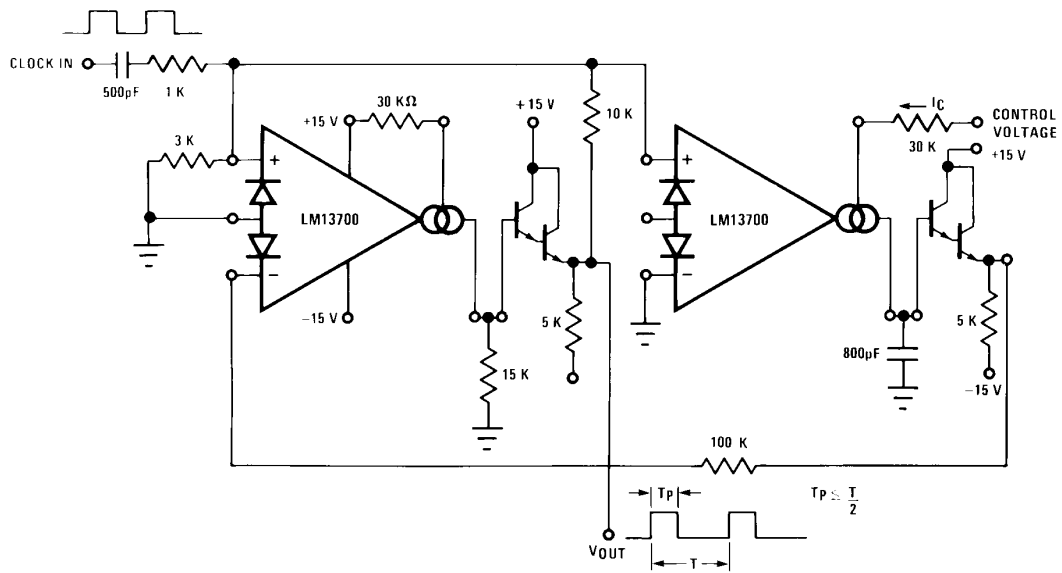 CLOCK IN
500pF
1 K
3 K
+
−
LM13700
+15 V
30 KΩ
−15 V
+15 V
10 K
5 K
15 K
+
−
LM13700
IC
30 K
CONTROL
VOLTAGE
+15 V
5 K
−15 V
800pF
100 K
TP
TP ≤ T/2
VOUT
T